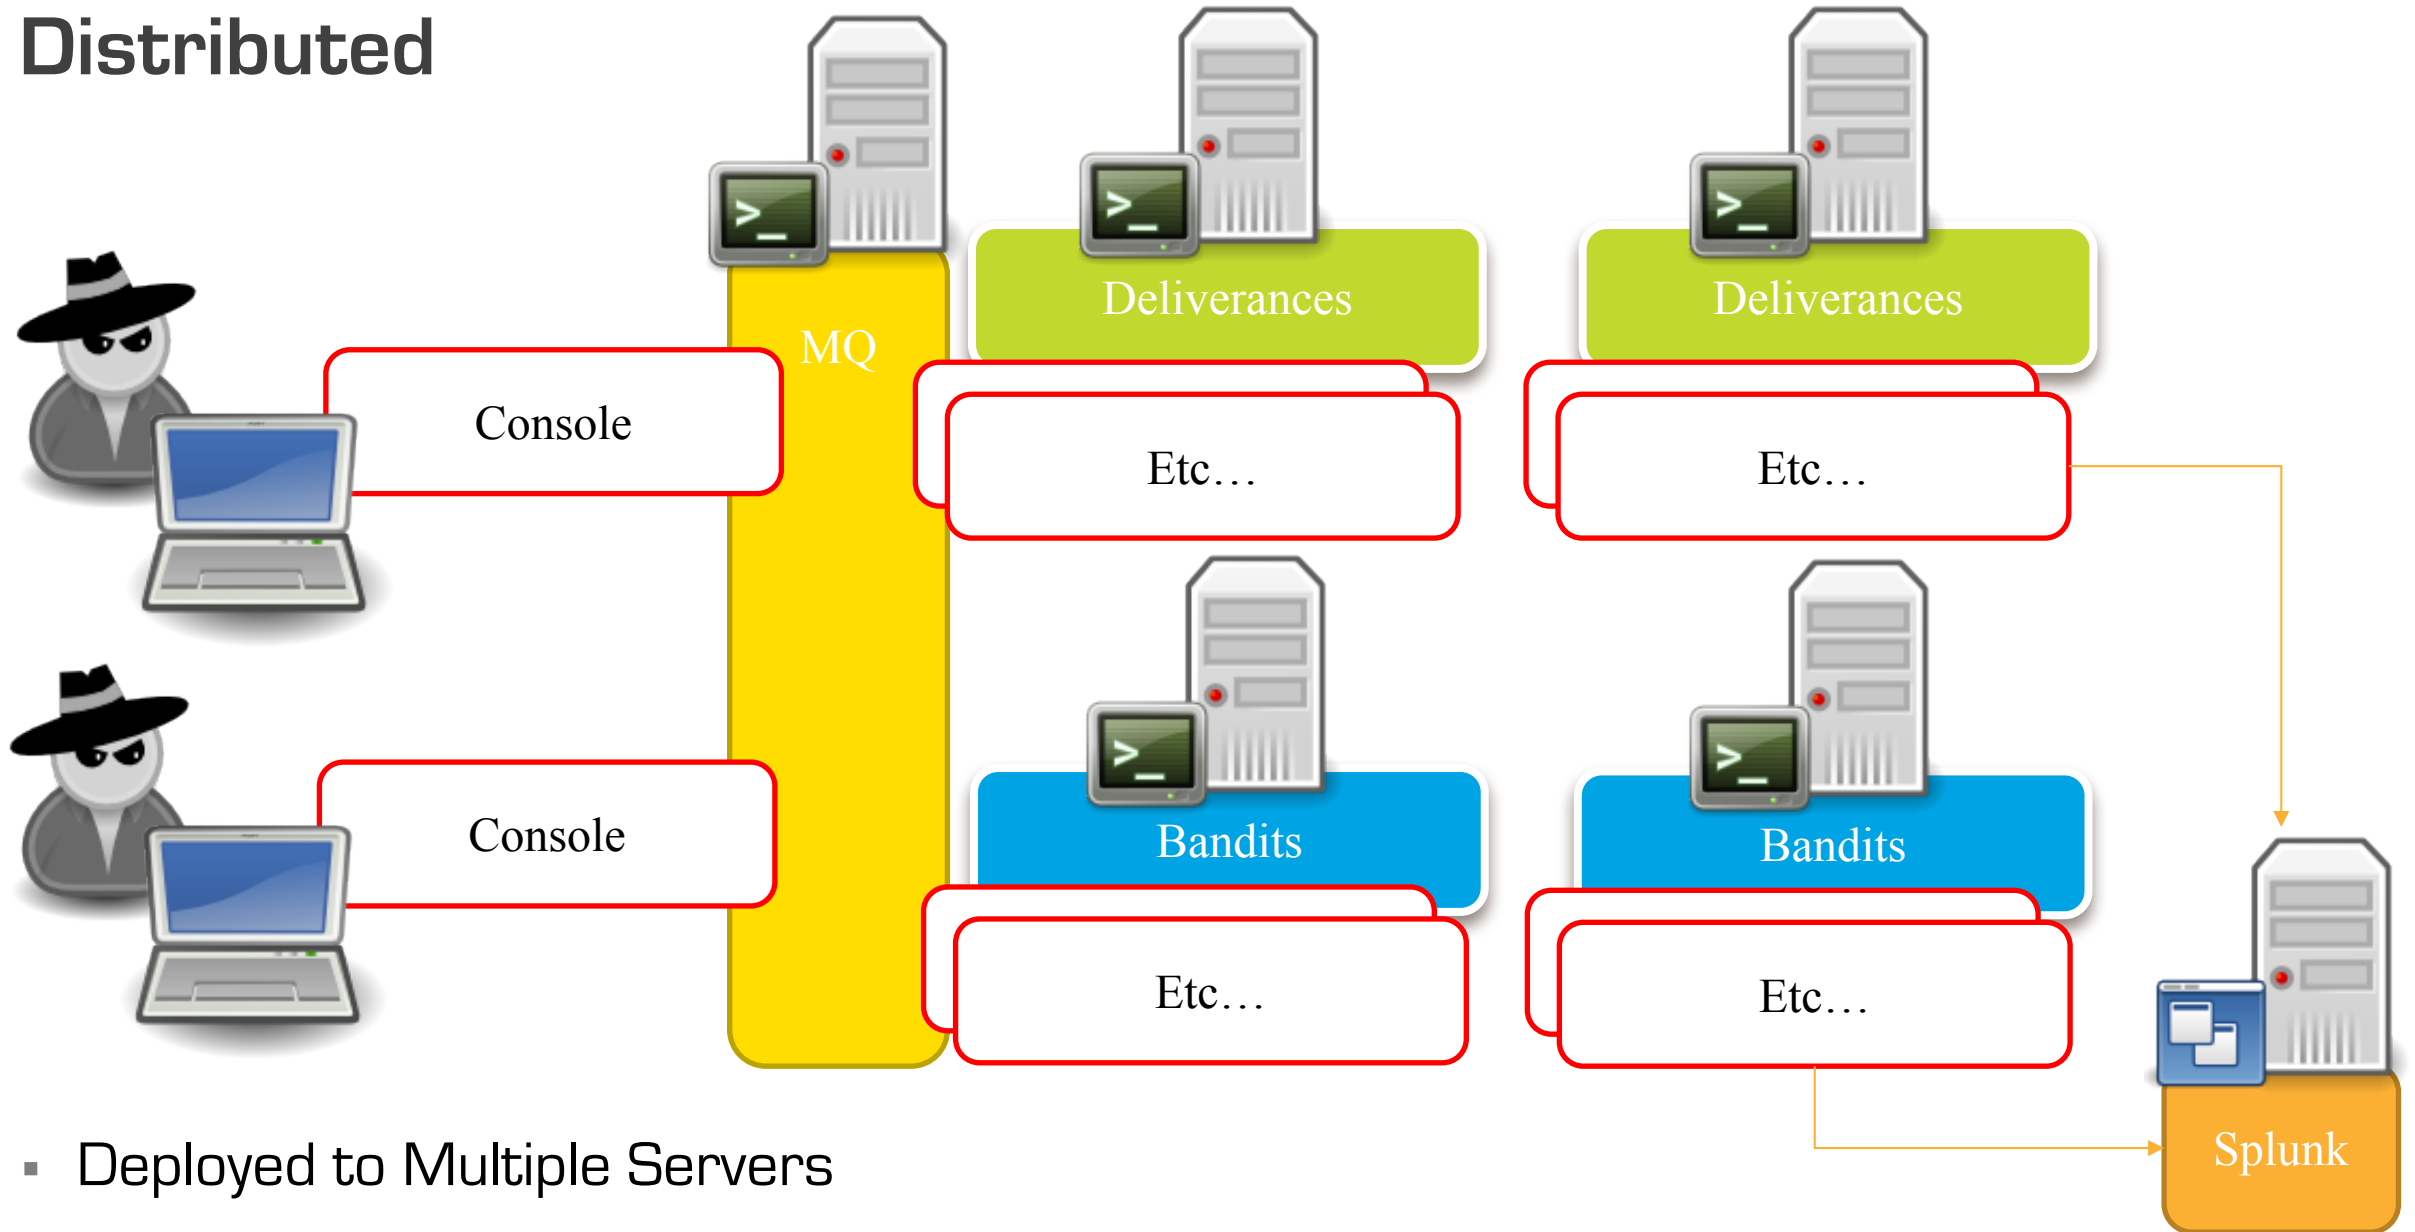 Distributed
MQ
Deliverances
Deliverances
Console
Etc…
Etc…
Console
Bandits
Bandits
Etc…
Etc…
Splunk
▪ Deployed to Multiple Servers